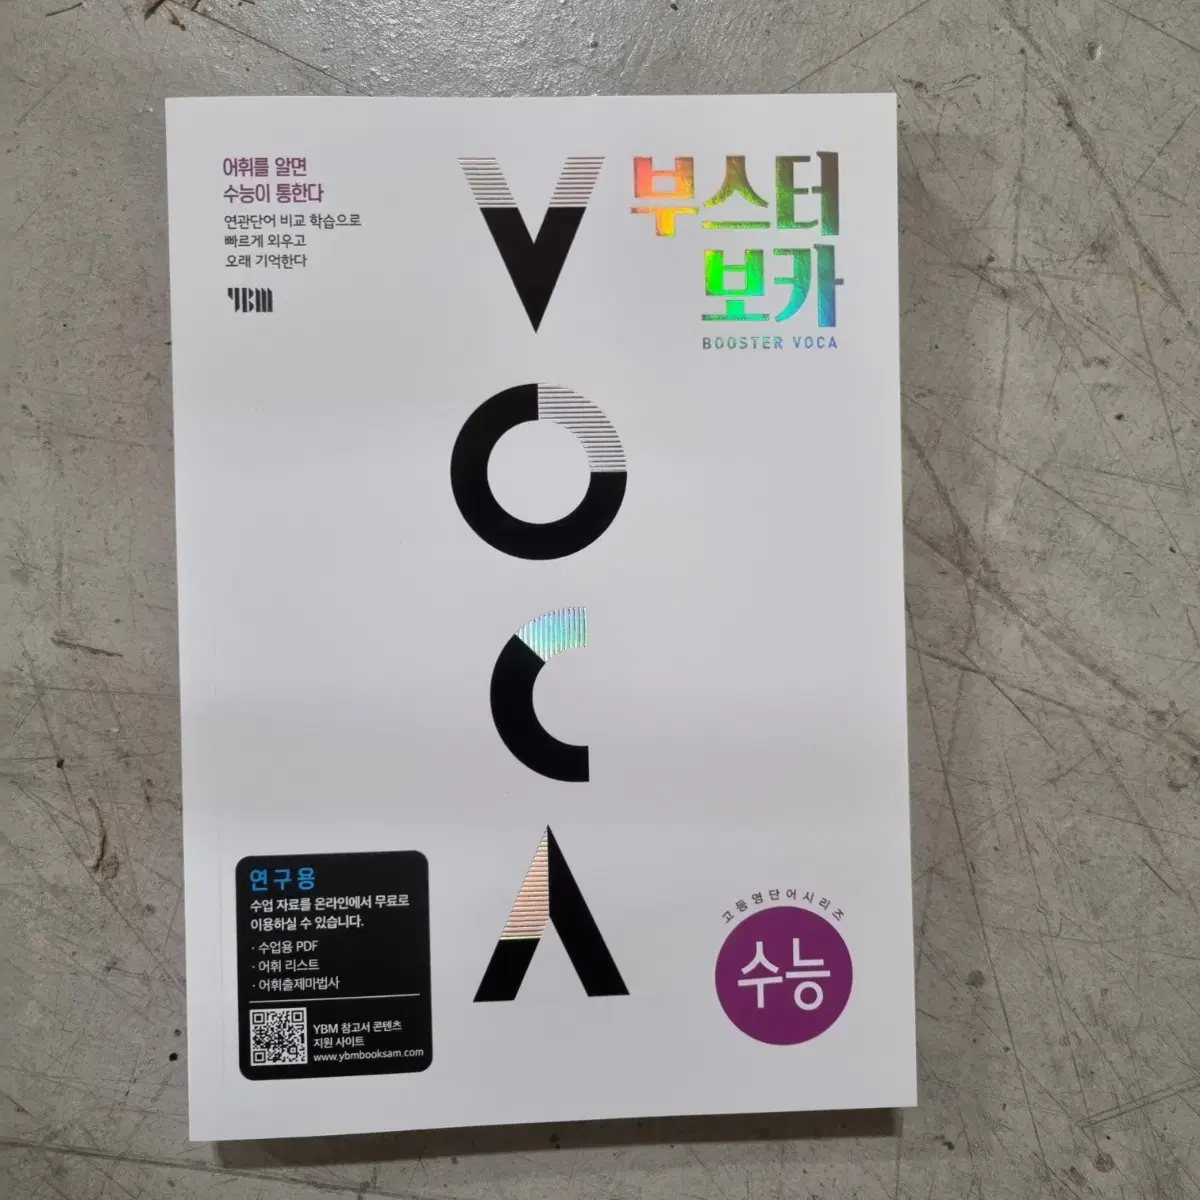 어휘를 알면
수능이 통한다
연관단어 비교 학습으로
빠르게 외우고
오래 기억한다
YBM
부스터
보카
BOOSTER VOCA
V
O
C
A
연구용
수업 자료를 온라인에서 무료로
이용하실 수 있습니다.
· 수업용 PDF
· 어휘 리스트
· 어휘출제마법사
YBM 참고서 콘텐츠
지원 사이트
www.ybmbooksam.com
고등영단어시리즈
수능